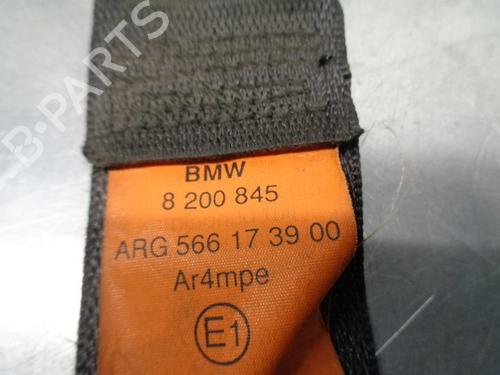 BMW
8 200 845
ARG 566 17 39 00
Ar4mpe
E1
B-PARTS